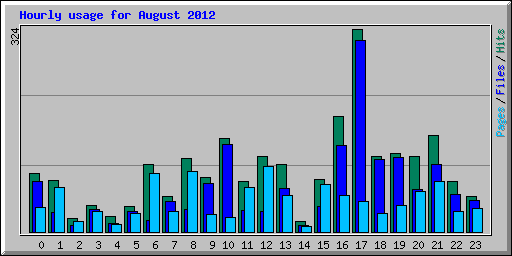 Hourly usage for August 2012
324
Pages / Files / Hits
0 1 2 3 4 5 6 7 8 9 10 11 12 13 14 15 16 17 18 19 20 21 22 23